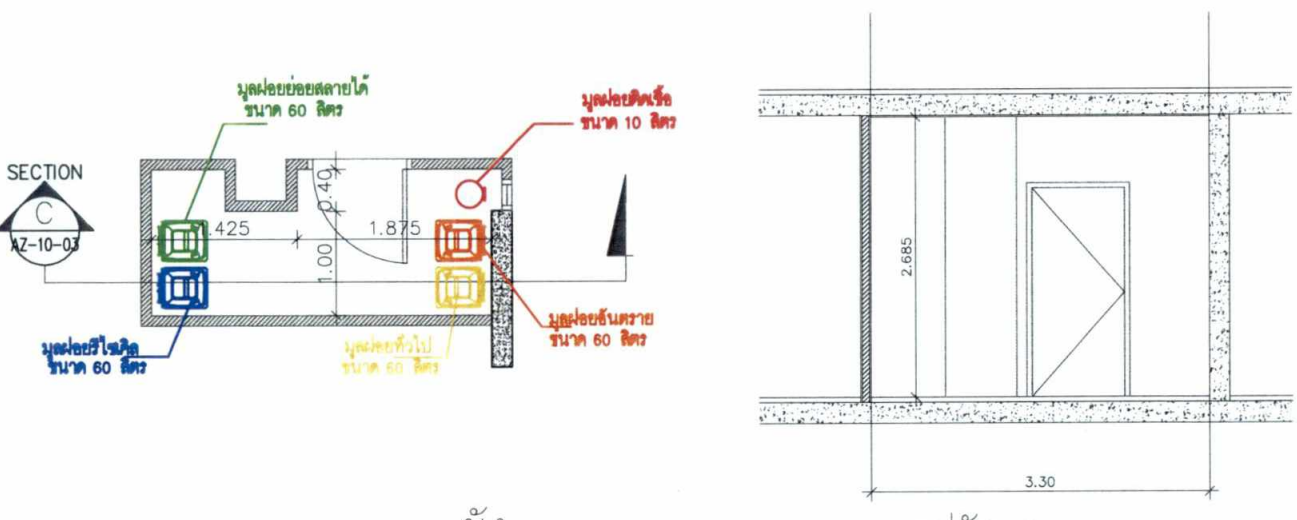 มูลฝอยย่อยสลายได้
ขนาด 60 ลิตร
มูลฝอยติดเชื้อ
ขนาด 10 ลิตร
SECTION
C
AZ-10-03
0.40
1.425
1.875
1.00
มูลฝอยรีไซเคิล
ขนาด 60 ลิตร
มูลฝอยทั่วไป
ขนาด 60 ลิตร
มูลฝอยอันตราย
ขนาด 60 ลิตร
2.685
3.30